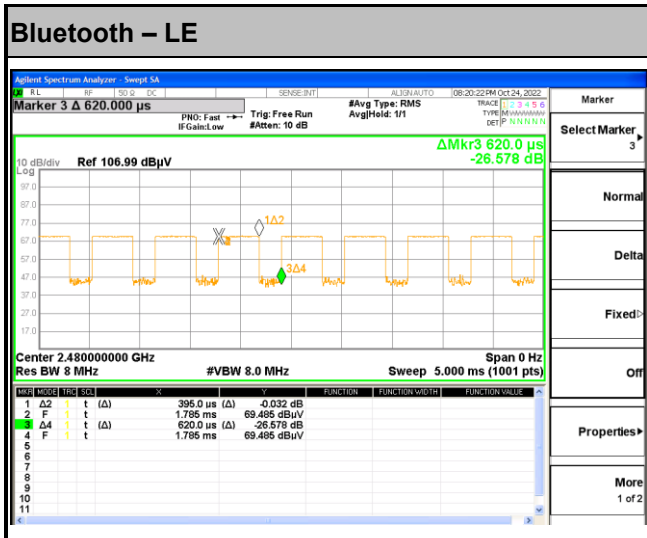 Bluetooth – LE
Agilent Spectrum Analyzer - Swept SA
RL RF 50 Ω DC SENSE:INT ALIGN AUTO 08:20:22 PM Oct 24, 2022
Marker 3 Δ 620.000 µs
PNO: Fast
IFGain:Low
Trig: Free Run
#Atten: 10 dB
#Avg Type: RMS
Avg|Hold: 1/1
TRACE 1 2 3 4 5 6
TYPE M
DET P N N N N N
ΔMkr3 620.0 µs
-26.578 dB
10 dB/div Ref 106.99 dBµV
Log
97.0
87.0
77.0
67.0
57.0
47.0
37.0
27.0
17.0
1Δ2
3Δ4
Center 2.480000000 GHz Span 0 Hz
Res BW 8 MHz #VBW 8.0 MHz Sweep 5.000 ms (1001 pts)
MKR MODE TRC SCL X Y FUNCTION FUNCTION WIDTH FUNCTION VALUE
1 Δ2 1 t (Δ) 395.0 µs (Δ) -0.032 dB
2 F 1 t 1.785 ms 69.485 dBµV
3 Δ4 1 t (Δ) 620.0 µs (Δ) -26.578 dB
4 F 1 t 1.785 ms 69.485 dBµV
5
6
7
8
9
10
11
Marker
Select Marker
3
Normal
Delta
Fixed
Off
Properties
More
1 of 2